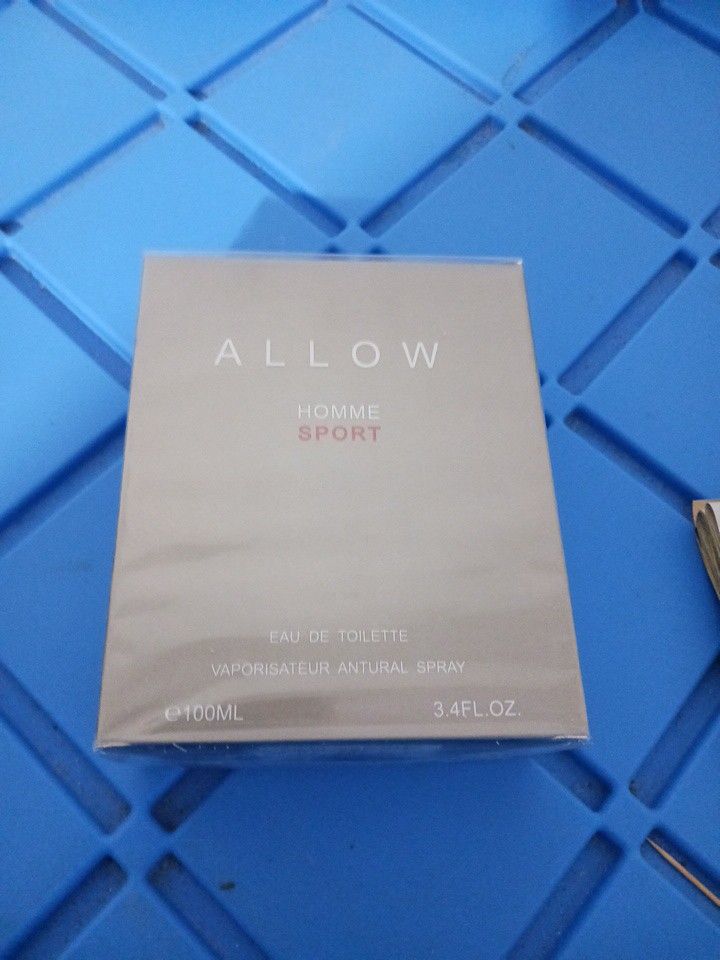 ALLOW
HOMME
SPORT
EAU DE TOILETTE
VAPORISATEUR ANTURAL SPRAY
℮100ML 3.4FL.OZ.